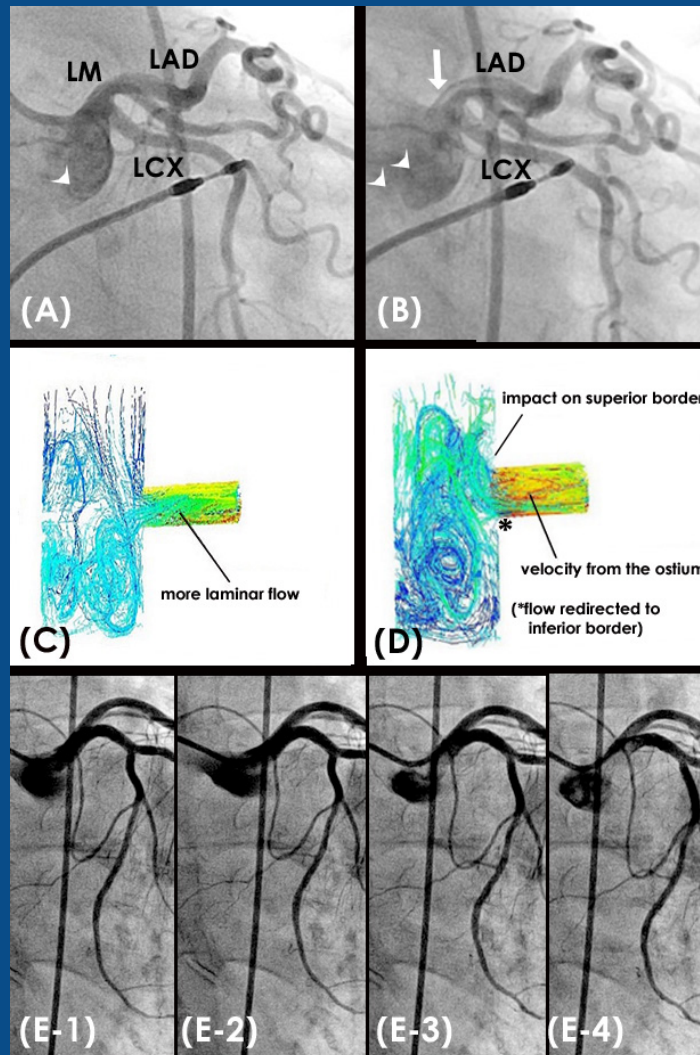 LM
LAD
LCX
(A)
LAD
LCX
(B)
more laminar flow
(C)
impact on superior border
*
velocity from the ostium
(*flow redirected to
inferior border)
(D)
(E-1)
(E-2)
(E-3)
(E-4)